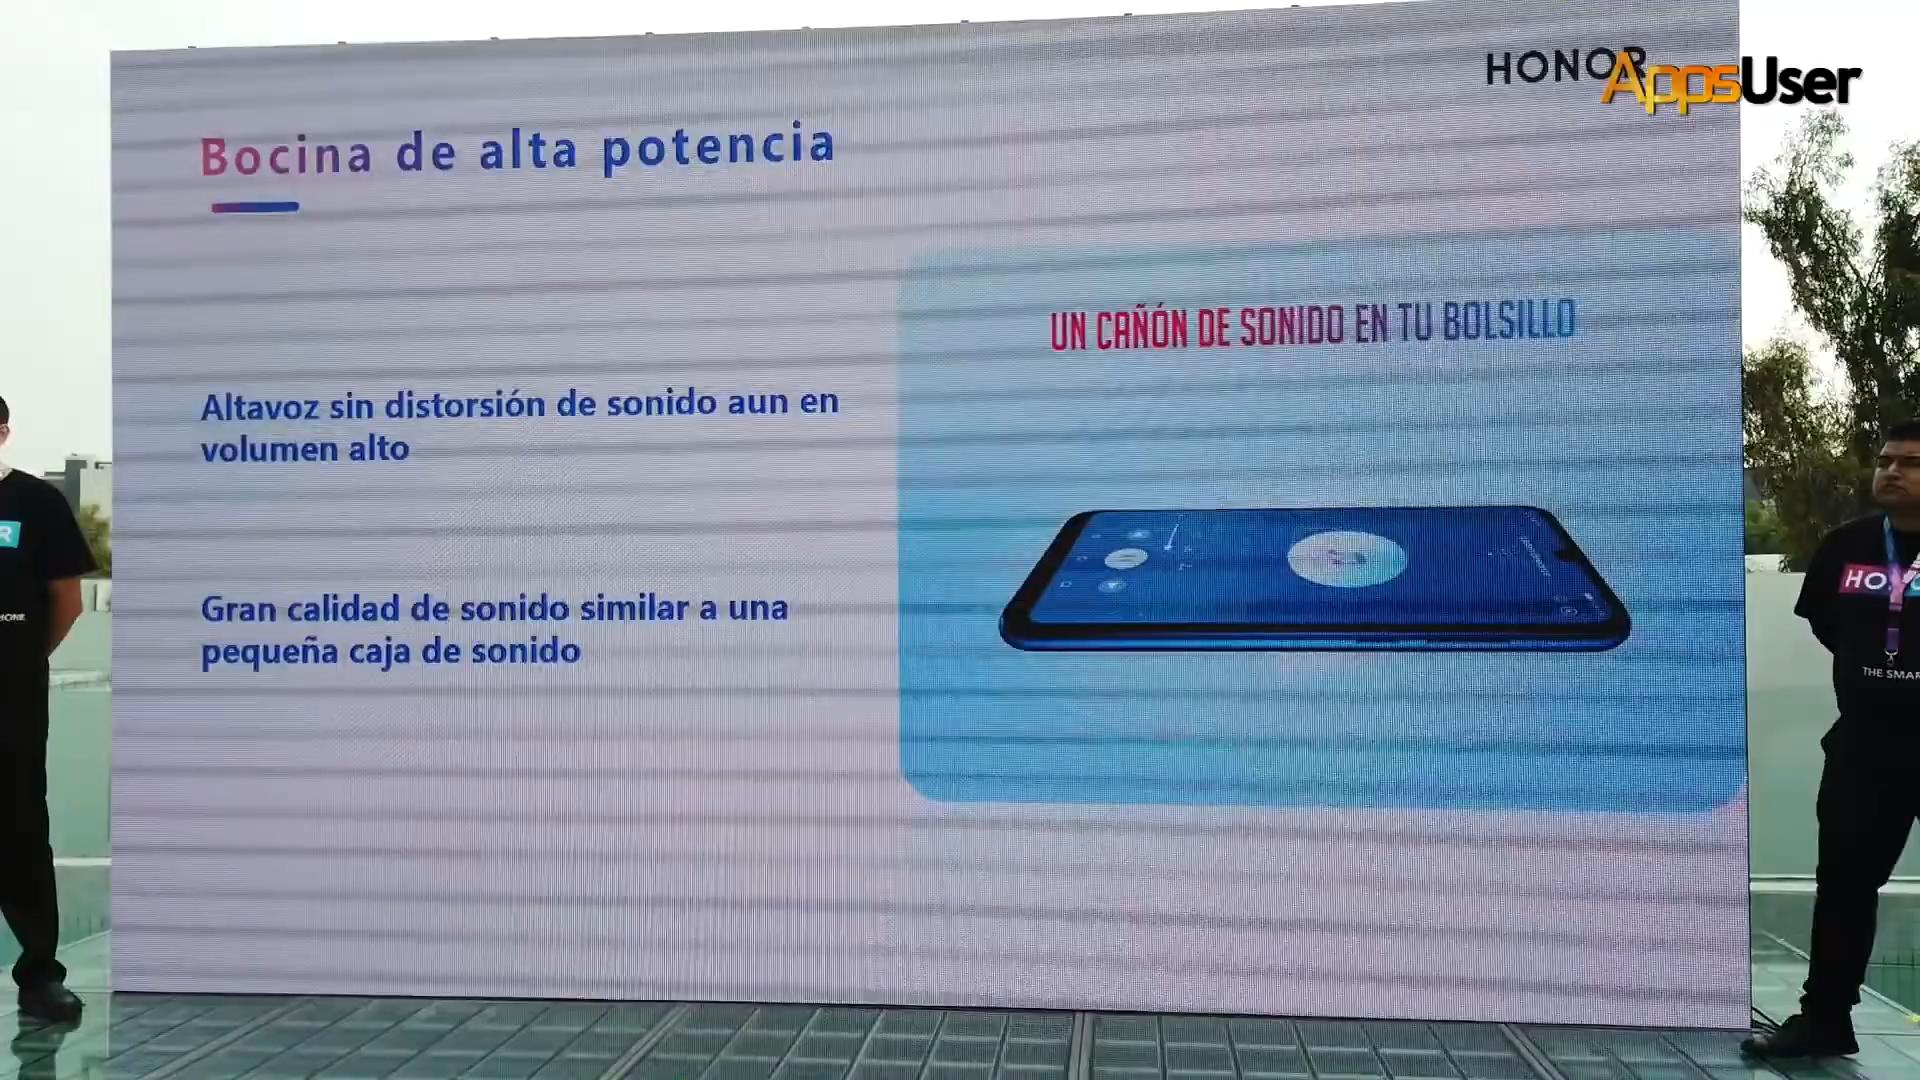 HONOR
AppsUser
Bocina de alta potencia
UN CAÑÓN DE SONIDO EN TU BOLSILLO
Altavoz sin distorsión de sonido aun en
volumen alto
Gran calidad de sonido similar a una
pequeña caja de sonido
R
HONE
HO
THE SMAR